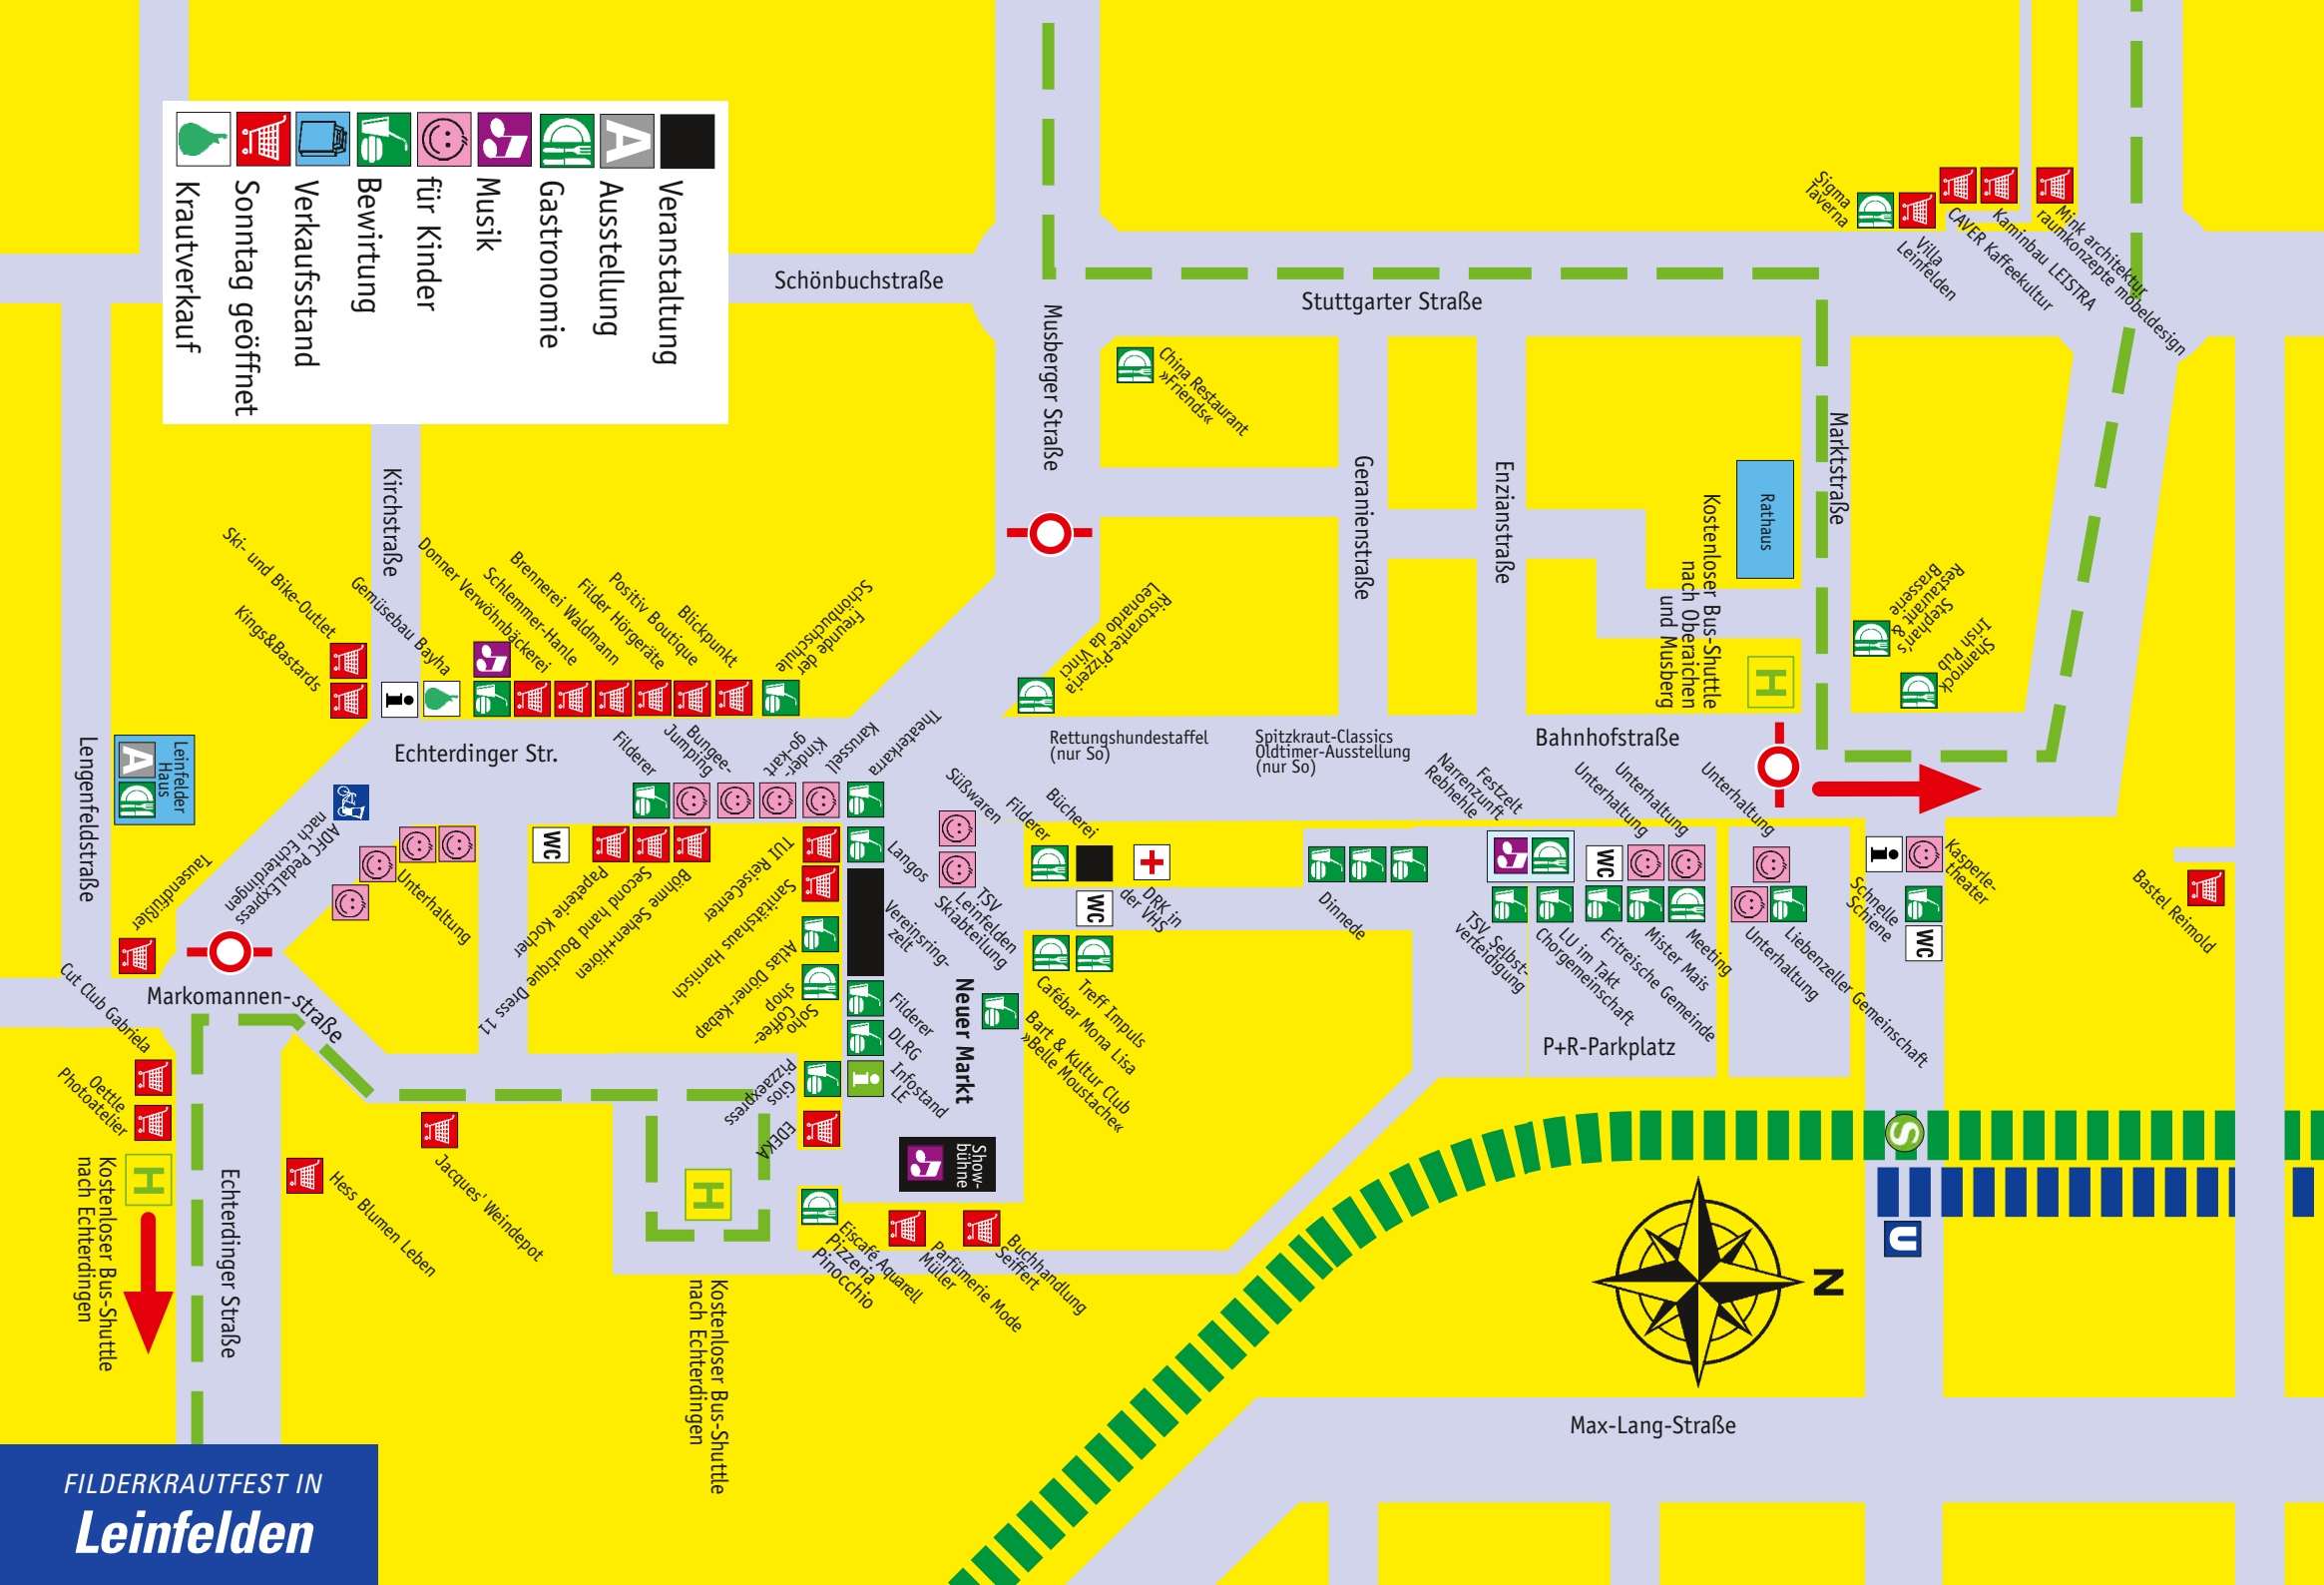 Veranstaltung
Ausstellung
Gastronomie
Musik
für Kinder
Bewirtung
Verkaufsstand
Sonntag geöffnet
Krautverkauf
A
Schönbuchstraße
Musberger Straße
Stuttgarter Straße
Sigma
Taverna
Villa
Leinfelden
CAVER Kaffeekultur
Kaminbau LEISTRA
Mink architektur
raumkonzepte möbeldesign
China Restaurant
»Friends«
Geranienstraße
Enzianstraße
Marktstraße
Rathaus
Kostenloser Bus-Shuttle
nach Oberaichen
und Musberg
H
Restaurant &
Brasserie
Stephan's
Shamrock
Irish Pub
Kirchstraße
Ski- und Bike-Outlet
Kings&Bastards
Gemüsebau Bayha
i
Donner Verwöhnbäckerei
Schlemmer-Hanle
Brennerei Waldmann
Filder Hörgeräte
Positiv Boutique
Blickpunkt
Freunde der
Schönbuchschule
Ristorante-Pizzeria
Leonardo da Vinci
Lengenfeldstraße
Leinfelder
Haus
A
Echterdinger Str.
Filderer
Bungee-
Jumping
Kinder-
go-kart
Karussell
Theaterkarra
Rettungshundestaffel
(nur So)
Spitzkraut-Classics
Oldtimer-Ausstellung
(nur So)
Bahnhofstraße
Festzelt
Narrenzunft
Rebhehle
Unterhaltung
Unterhaltung
Unterhaltung
ADFC PedalExpress
nach Echterdingen
Tausendfüßler
Unterhaltung
WC
Papeterie Kocher
Second hand Boutique Dress 11
Böhme Sehen+Hören
TUI ReiseCenter
Sanitätshaus Harnisch
Atlas Döner-Kebap
Soho
Coffee-
shop
Langos
Vereinsring-
zelt
Filderer
DLRG
Infostand
LE
i
Gios
Pizzaexpress
EDEKA
Süßwaren
Filderer
Bücherei
TSV
Leinfelden
Skiabteilung
DRK in
der VHS
WC
Neuer Markt
Treff Impuls
Cafébar Mona Lisa
Bart & Kultur Club
»Belle Moustache«
Show-
bühne
Dinnede
WC
TSV Selbst-
verteidigung
LU im Takt
Chorgemeinschaft
Eritreische Gemeinde
Mister Mais
Meeting
Unterhaltung
Liebenzeller Gemeinschaft
P+R-Parkplatz
i
Schnelle
Schiene
Kasperle-
theater
WC
Bastel Reimold
Markomannen-straße
Cut Club Gabriela
Oettle
Photoatelier
H
Kostenloser Bus-Shuttle
nach Echterdingen
Echterdinger Straße
Hess Blumen Leben
Jacques' Weindepot
H
Kostenloser Bus-Shuttle
nach Echterdingen
Eiscafé Aquarell
Pizzeria
Pinocchio
Parfümerie Mode
Müller
Buchhandlung
Seiffert
S
U
N
Max-Lang-Straße
FILDERKRAUTFEST IN
Leinfelden